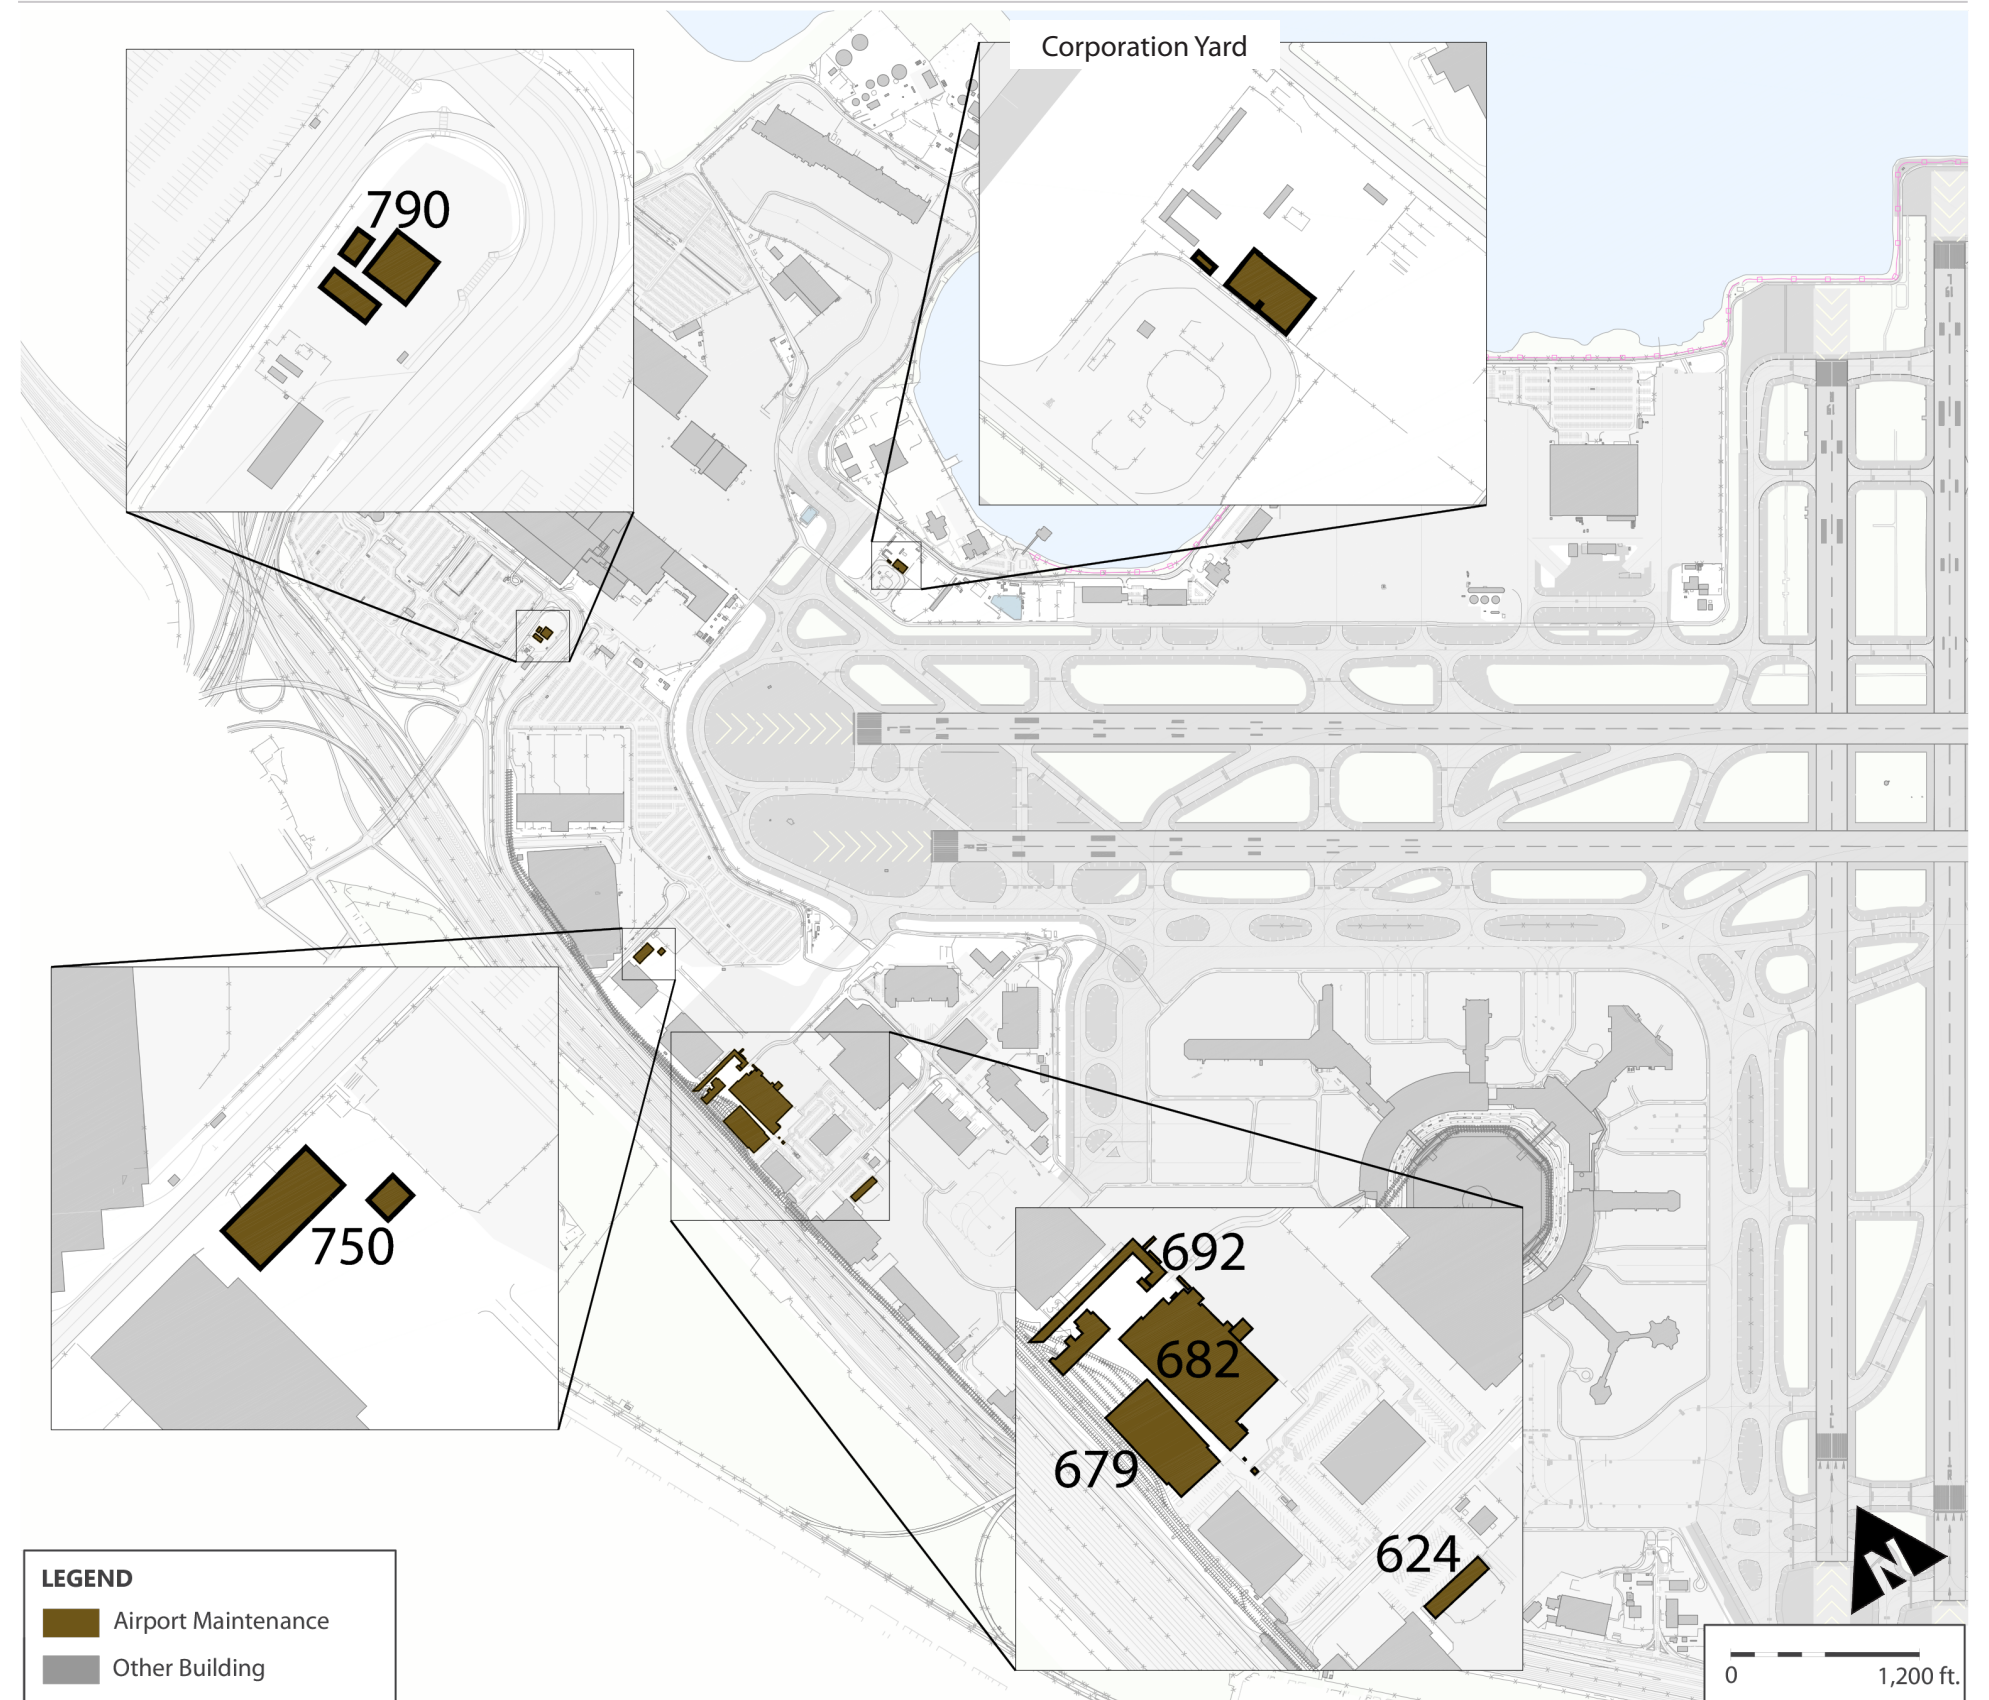 Corporation Yard
790
750
692
682
679
624
N
LEGEND
Airport Maintenance
Other Building
0 1,200 ft.